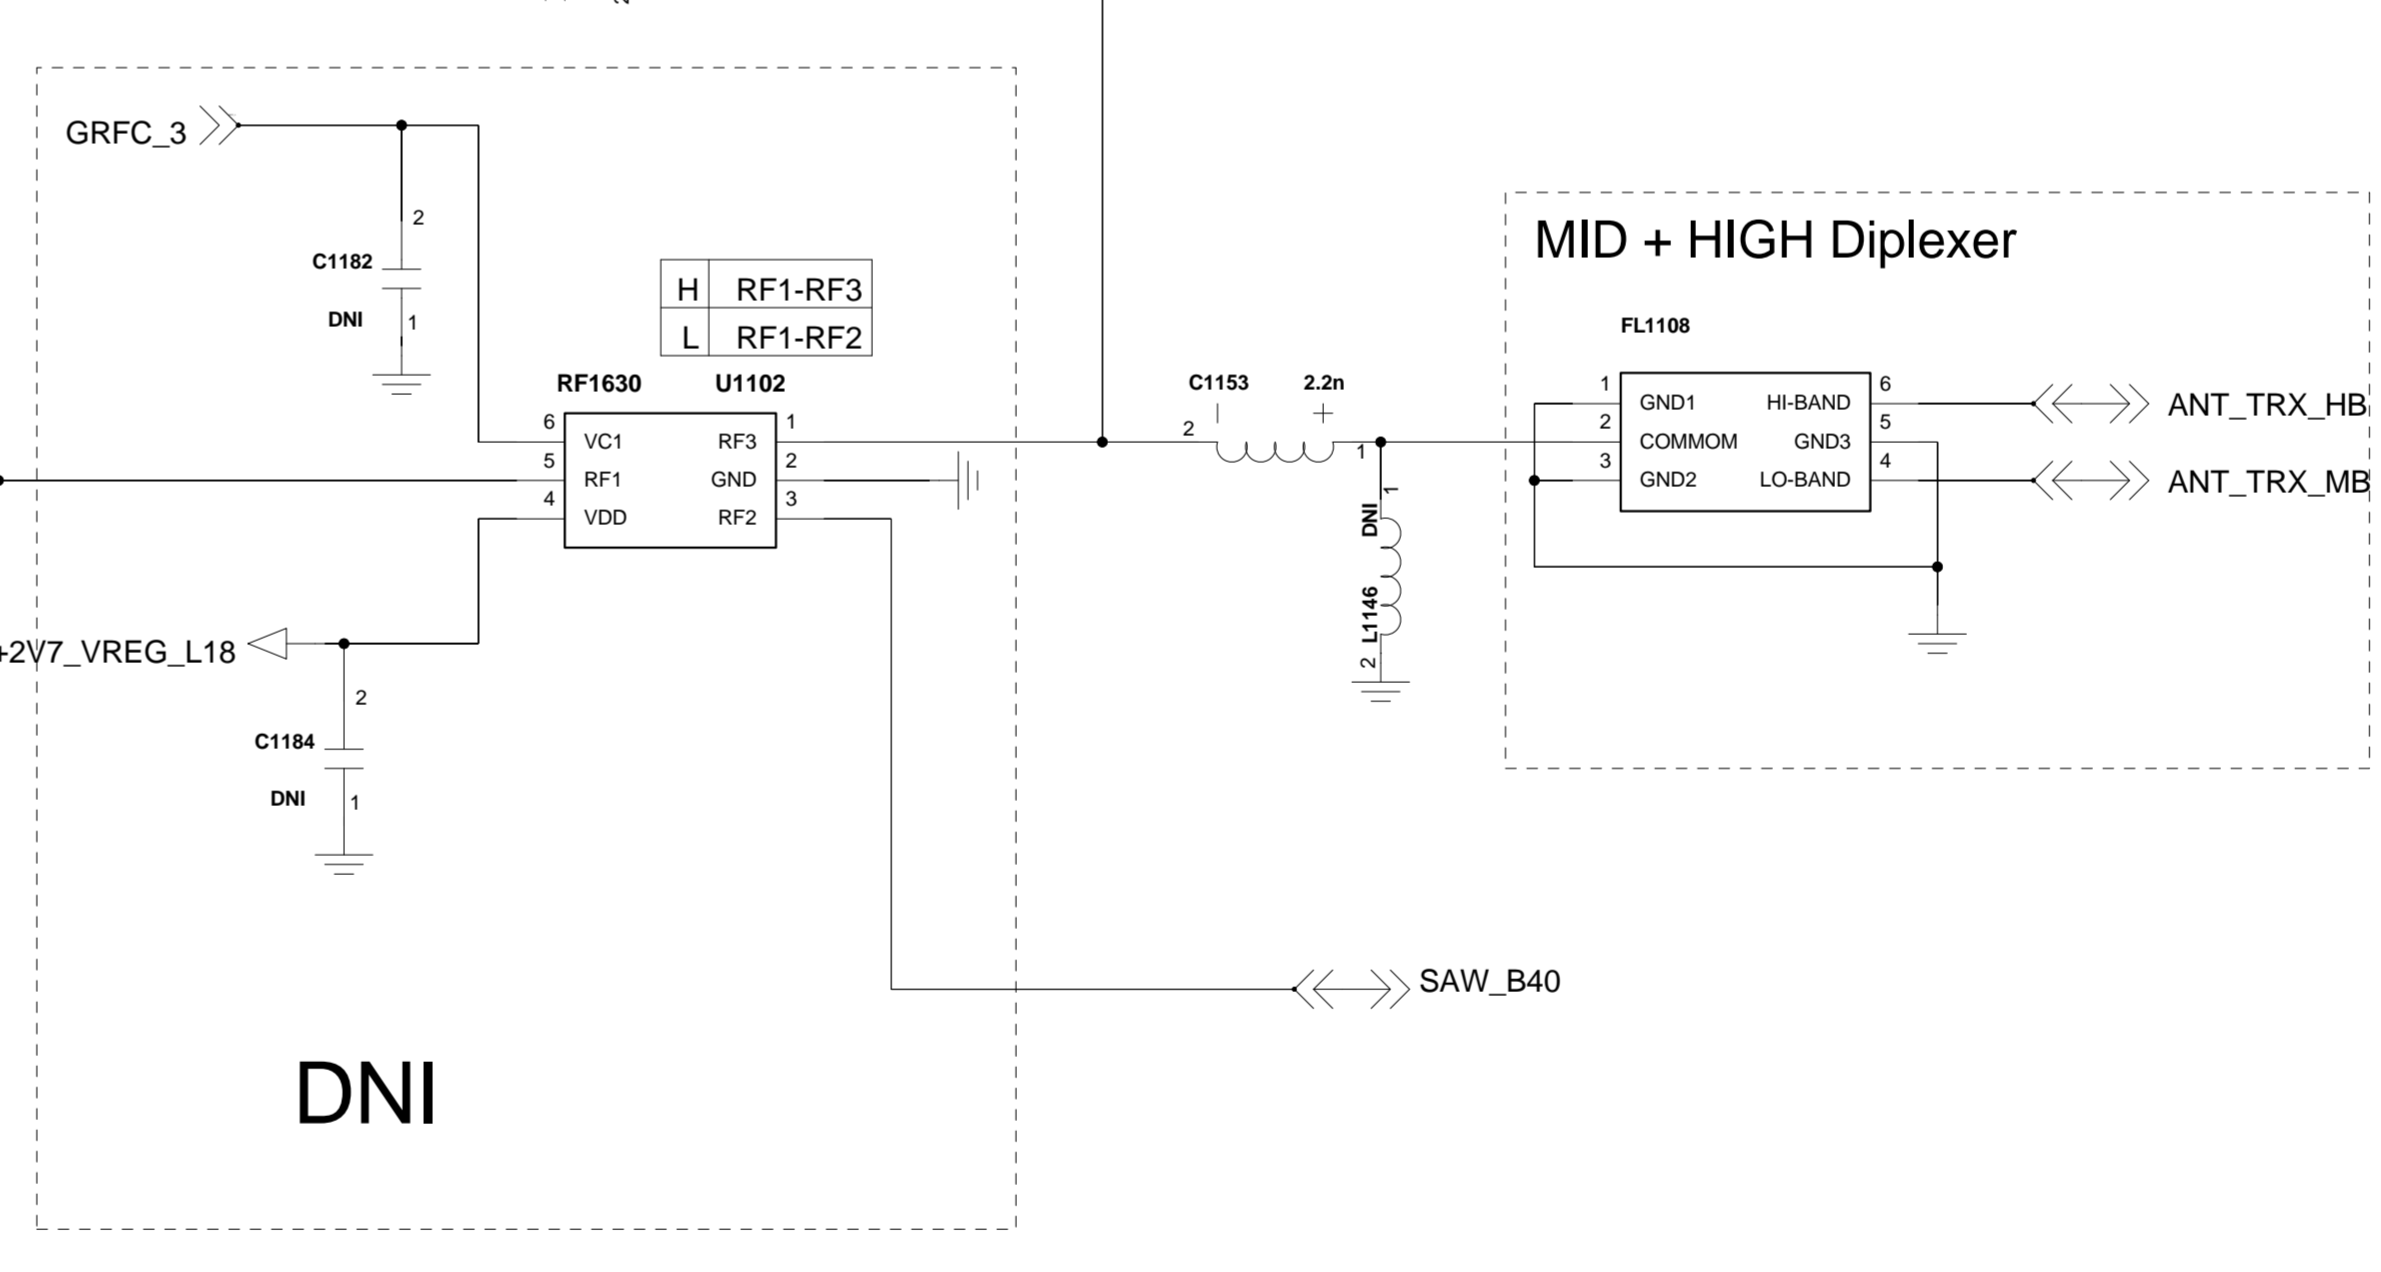 GRFC_3
2
C1182
DNI
1
H RF1-RF3
L RF1-RF2
RF1630 U1102
6 VC1 RF3 1
5 RF1 GND 2
4 VDD RF2 3
+2V7_VREG_L18
2
C1184
DNI
1
DNI
C1153 2.2n
2
1
1
DNI
L1146
2
MID + HIGH Diplexer
FL1108
1 GND1 HI-BAND 6
2 COMMOM GND3 5
3 GND2 LO-BAND 4
ANT_TRX_HB
ANT_TRX_MB
SAW_B40